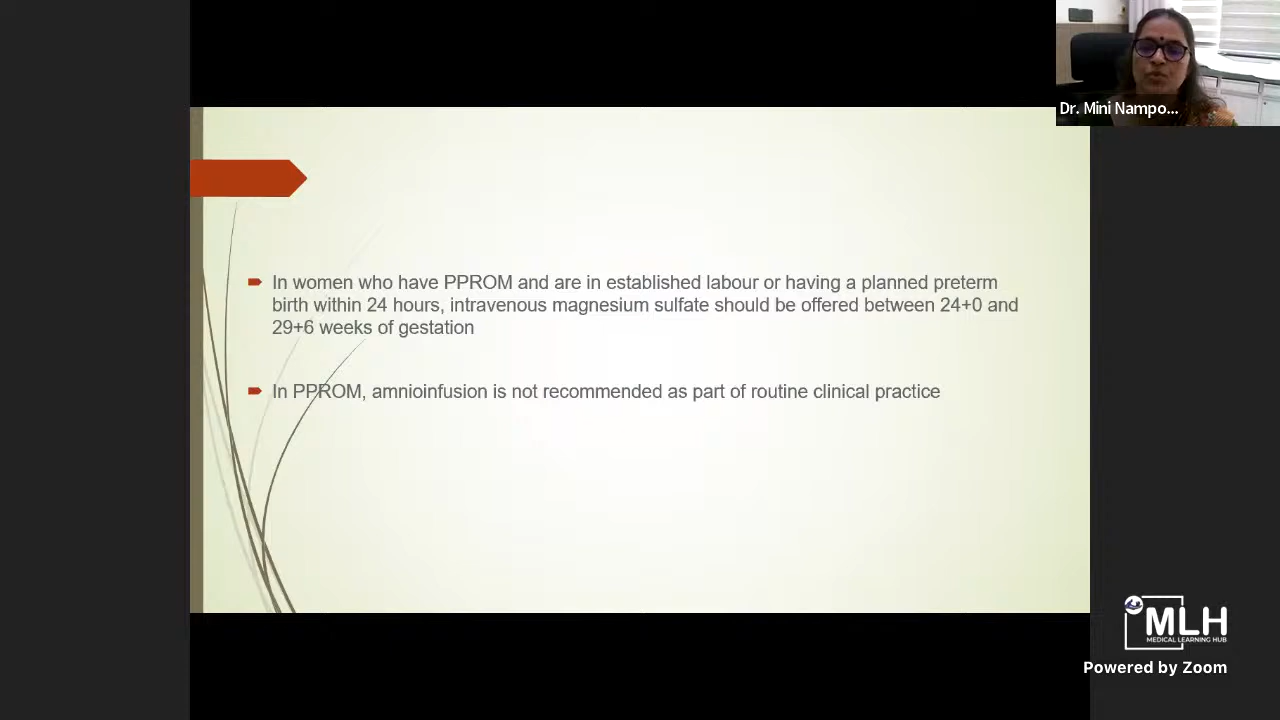 Dr. Mini Nampo...
In women who have PPROM and are in established labour or having a planned preterm
birth within 24 hours, intravenous magnesium sulfate should be offered between 24+0 and
29+6 weeks of gestation
In PPROM, amnioinfusion is not recommended as part of routine clinical practice
MLH
MEDICAL LEARNING HUB
Powered by Zoom